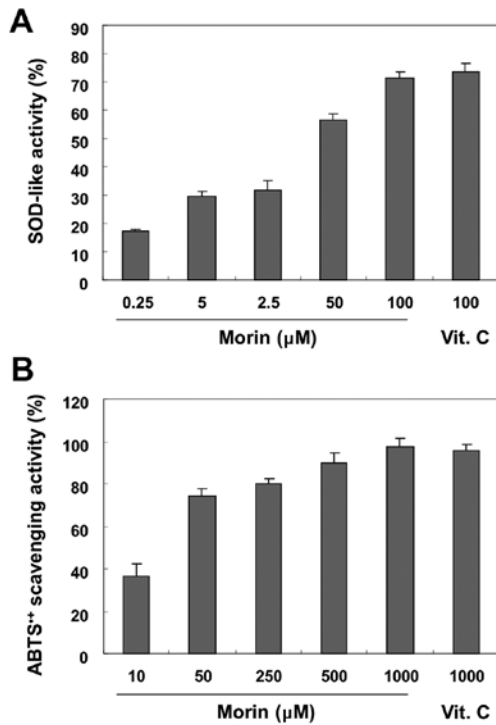 A
SOD-like activity (%)
90
80
70
60
50
40
30
20
10
0
0.25 5 2.5 50 100 100
Morin (μM) Vit. C
B
ABTS•+ scavenging activity (%)
120
100
80
60
40
20
0
10 50 250 500 1000 1000
Morin (μM) Vit. C